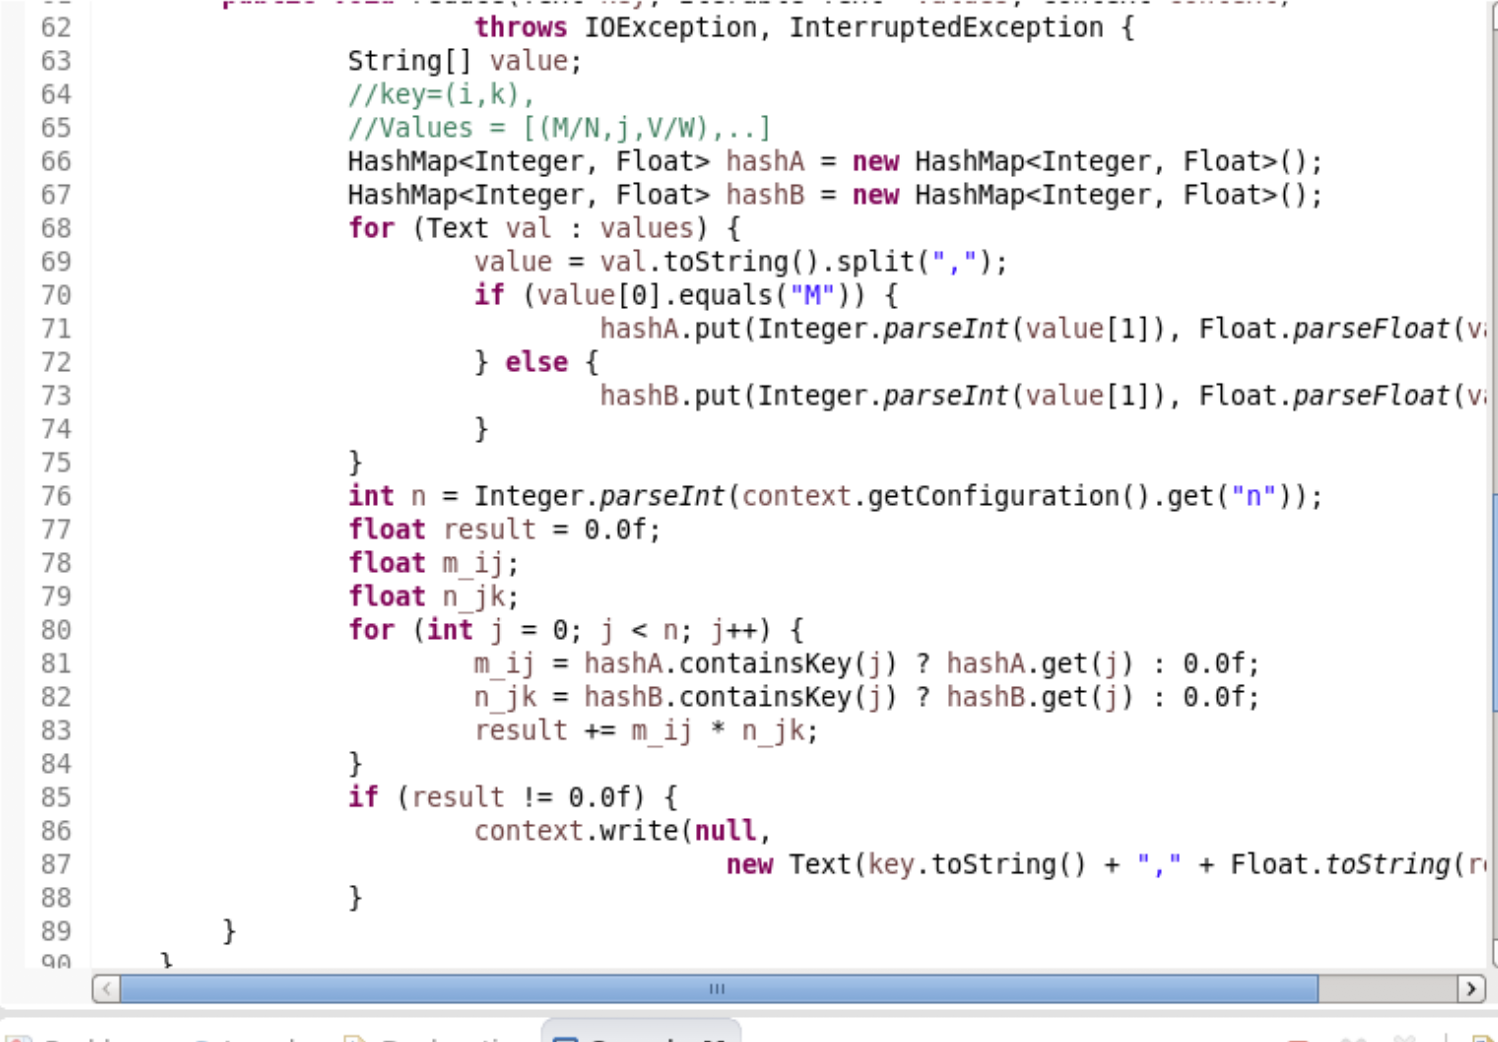 62 throws IOException, InterruptedException {
63 String[] value;
64 //key=(i,k),
65 //Values = [(M/N,j,V/W),..]
66 HashMap<Integer, Float> hashA = new HashMap<Integer, Float>();
67 HashMap<Integer, Float> hashB = new HashMap<Integer, Float>();
68 for (Text val : values) {
69 value = val.toString().split(",");
70 if (value[0].equals("M")) {
71 hashA.put(Integer.parseInt(value[1]), Float.parseFloat(va
72 } else {
73 hashB.put(Integer.parseInt(value[1]), Float.parseFloat(va
74 }
75 }
76 int n = Integer.parseInt(context.getConfiguration().get("n"));
77 float result = 0.0f;
78 float m_ij;
79 float n_jk;
80 for (int j = 0; j < n; j++) {
81 m_ij = hashA.containsKey(j) ? hashA.get(j) : 0.0f;
82 n_jk = hashB.containsKey(j) ? hashB.get(j) : 0.0f;
83 result += m_ij * n_jk;
84 }
85 if (result != 0.0f) {
86 context.write(null,
87 new Text(key.toString() + "," + Float.toString(re
88 }
89 }
90 }